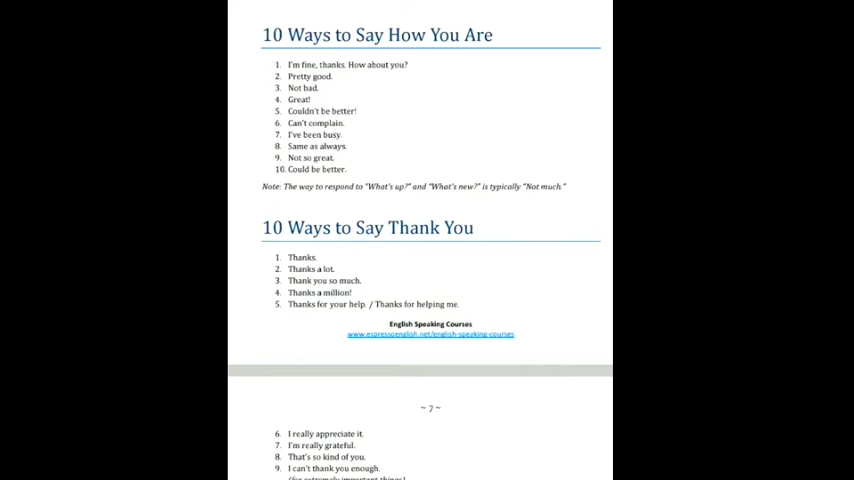 10 Ways to Say How You Are
1. I'm fine, thanks. How about you?
2. Pretty good.
3. Not bad.
4. Great!
5. Couldn't be better!
6. Can't complain.
7. I've been busy.
8. Same as always.
9. Not so great.
10. Could be better.
Note: The way to respond to "What's up?" and "What's new?" is typically "Not much."
10 Ways to Say Thank You
1. Thanks.
2. Thanks a lot.
3. Thank you so much.
4. Thanks a million!
5. Thanks for your help. / Thanks for helping me.
English Speaking Courses
www.espressoenglish.net/english-speaking-courses
~ 7 ~
6. I really appreciate it.
7. I'm really grateful.
8. That's so kind of you.
9. I can't thank you enough.
(for extremely important things)